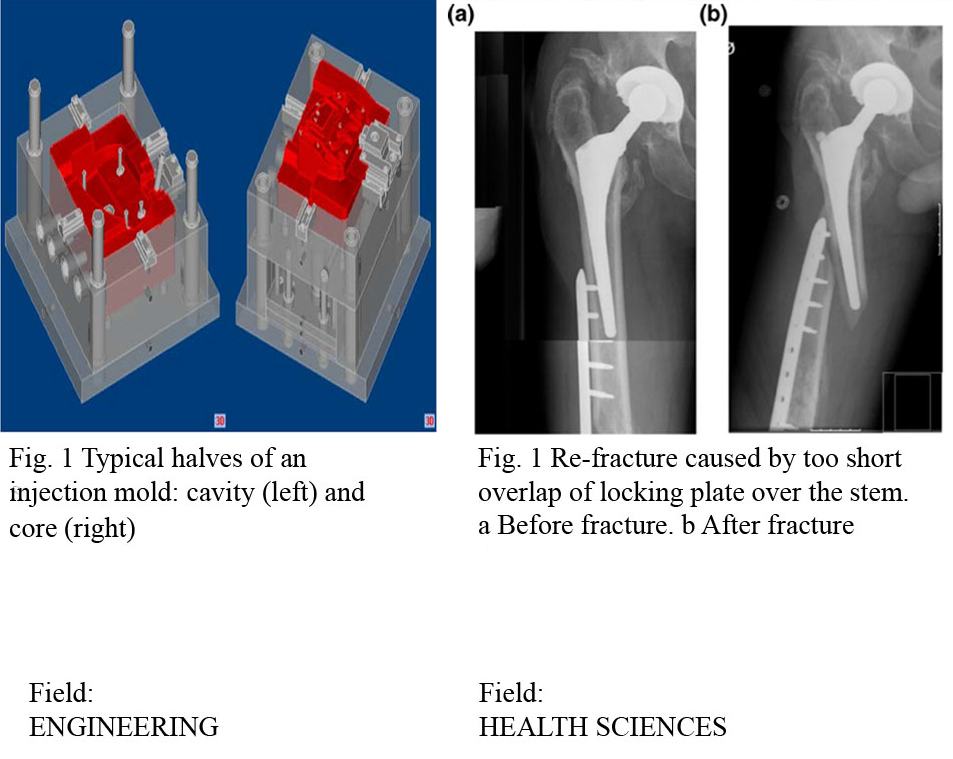 (a)
(b)
3D
3D
Fig. 1 Typical halves of an
injection mold: cavity (left) and
core (right)
Fig. 1 Re-fracture caused by too short
overlap of locking plate over the stem.
a Before fracture. b After fracture
Field:
ENGINEERING
Field:
HEALTH SCIENCES